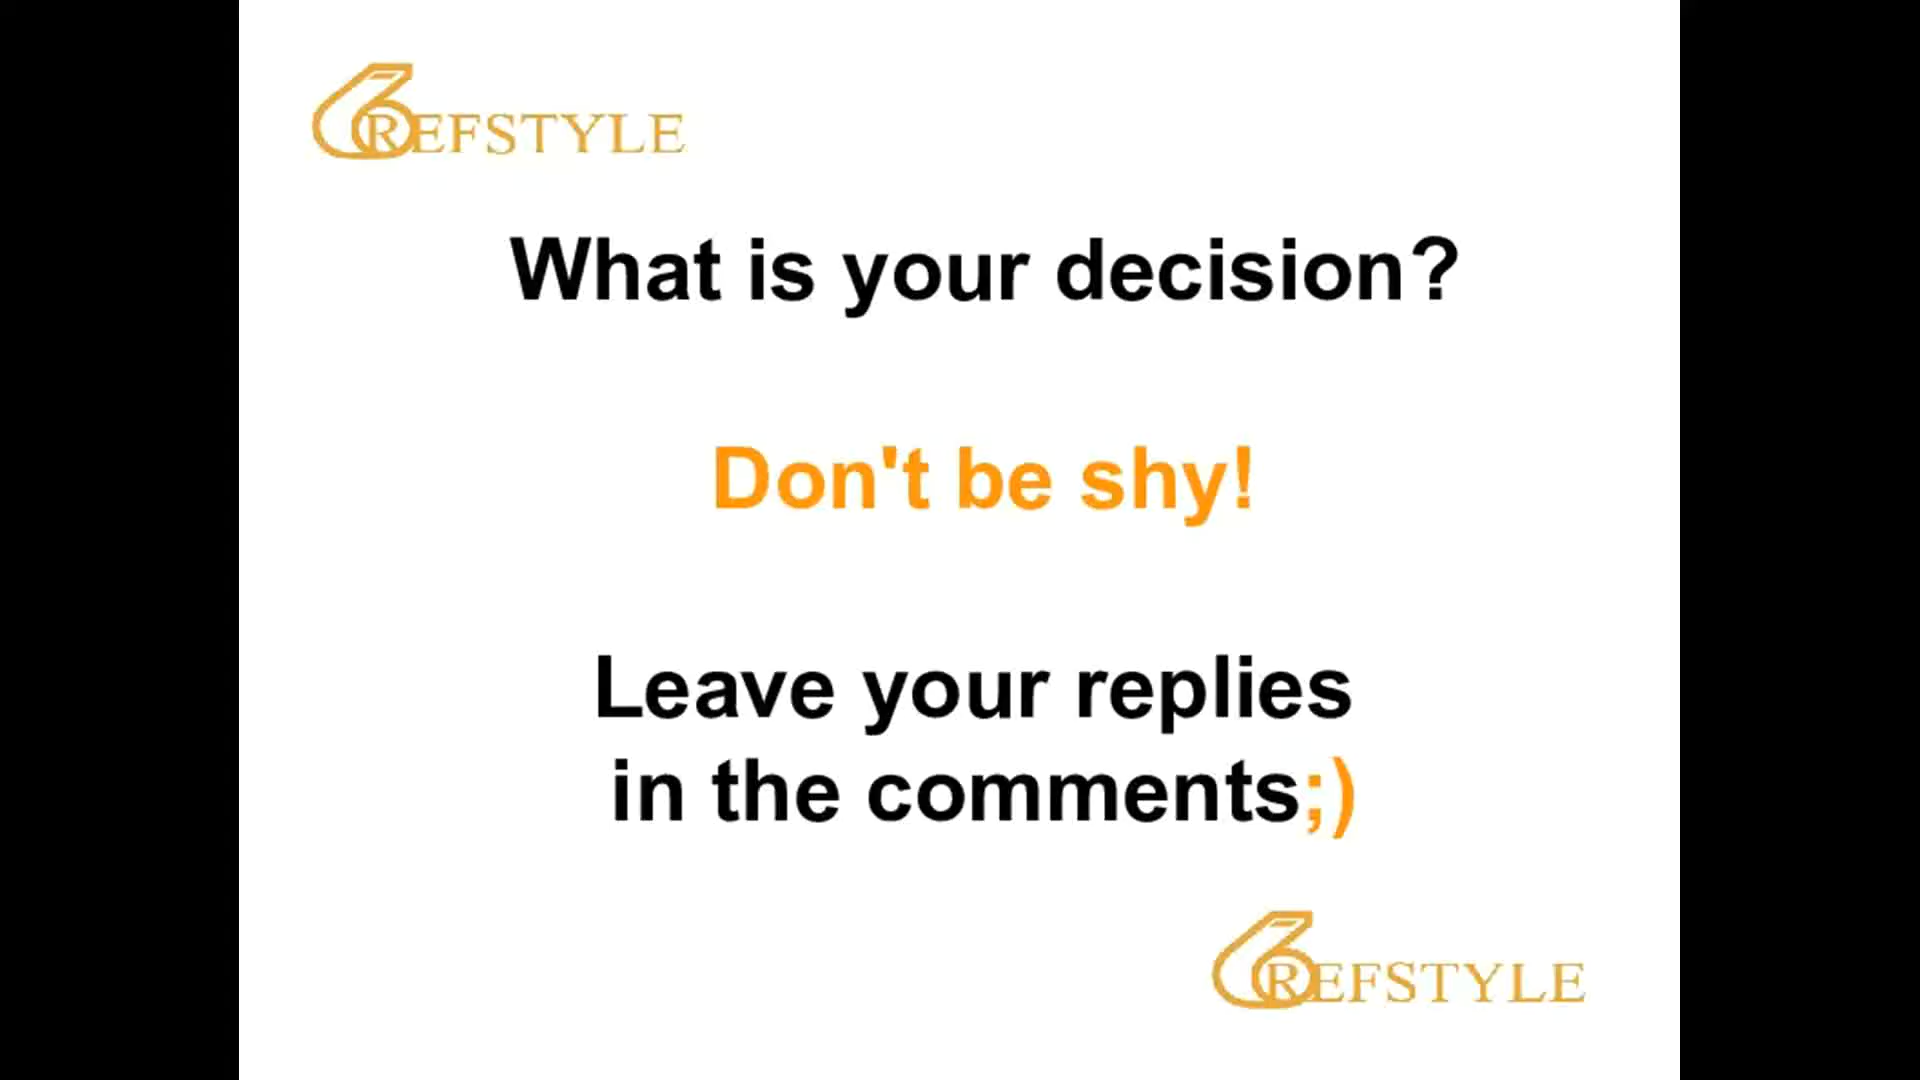 REFSTYLE
What is your decision?
Don't be shy!
Leave your replies
in the comments;)
REFSTYLE